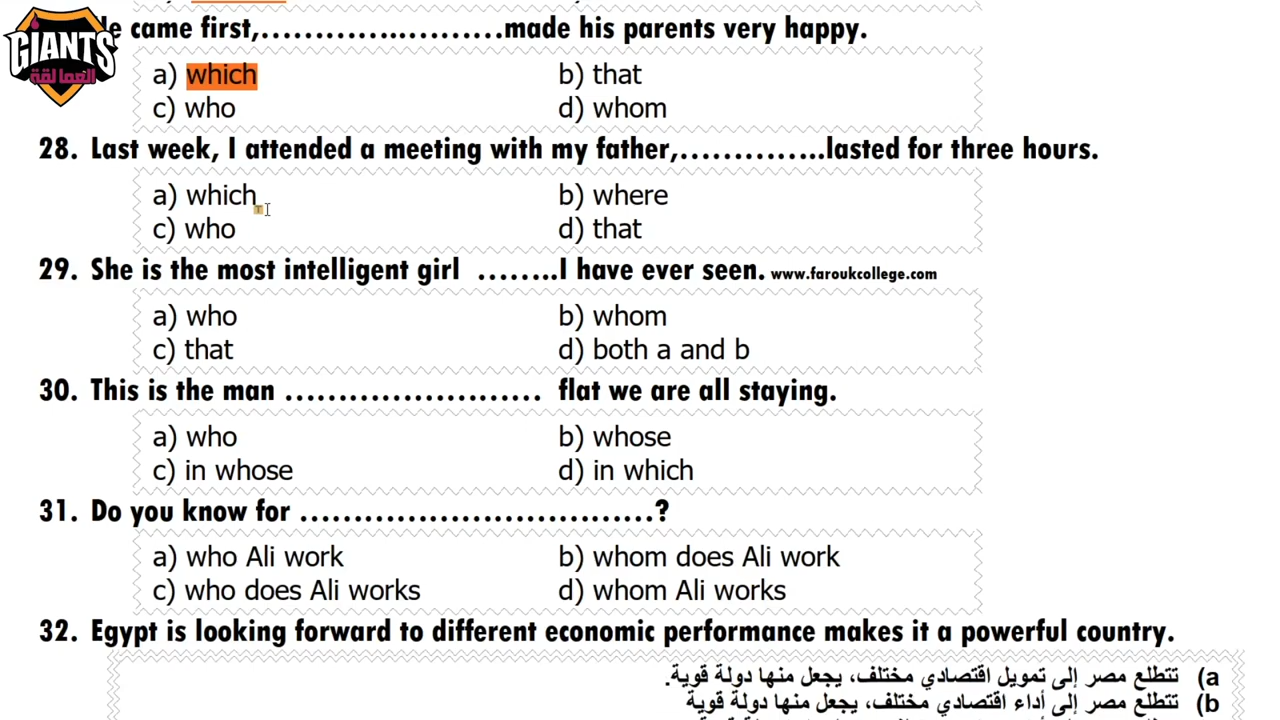 GIANTS
العمالقة
e came first,……………………made his parents very happy.
a) which b) that
c) who d) whom
28. Last week, I attended a meeting with my father,…………..lasted for three hours.
a) which b) where
c) who d) that
29. She is the most intelligent girl ……..I have ever seen. www.faroukcollege.com
a) who b) whom
c) that d) both a and b
30. This is the man …………………… flat we are all staying.
a) who b) whose
c) in whose d) in which
31. Do you know for ……………………………?
a) who Ali work b) whom does Ali work
c) who does Ali works d) whom Ali works
32. Egypt is looking forward to different economic performance makes it a powerful country.
a) تتطلع مصر إلى تمويل اقتصادي مختلف، يجعل منها دولة قوية.
b) تتطلع مصر إلى أداء اقتصادي مختلف، يجعل منها دولة قوية